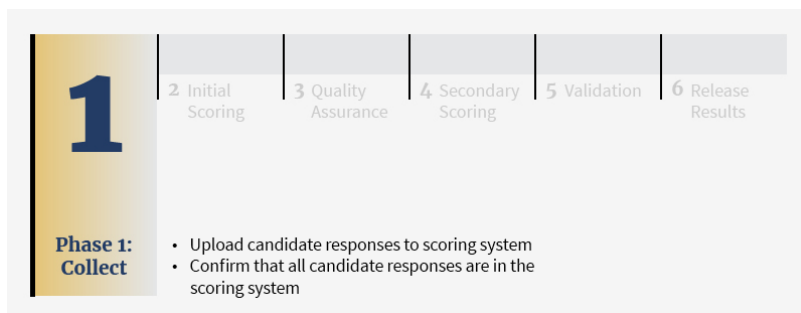 1
2 Initial
Scoring
3 Quality
Assurance
4 Secondary
Scoring
5 Validation
6 Release
Results
Phase 1:
Collect
• Upload candidate responses to scoring system
• Confirm that all candidate responses are in the
scoring system